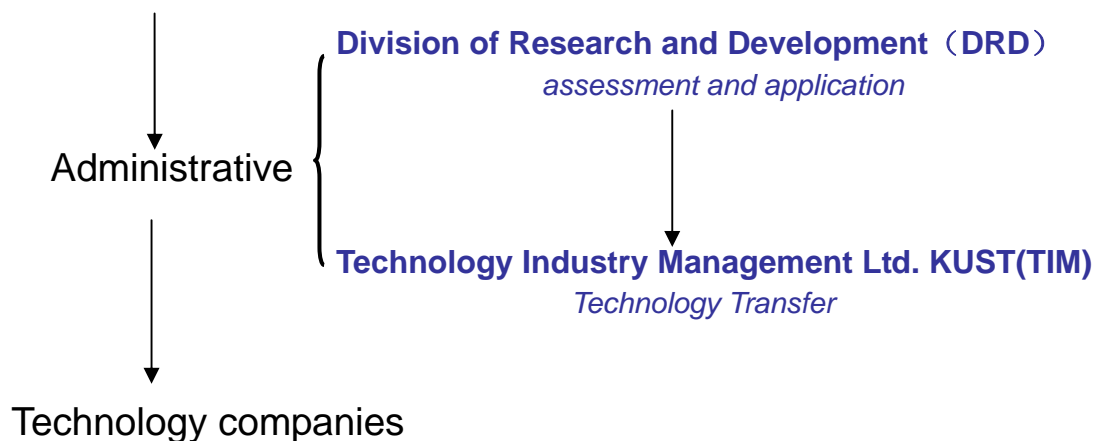 Division of Research and Development（DRD）
assessment and application
Administrative
Technology Industry Management Ltd. KUST(TIM)
Technology Transfer
Technology companies